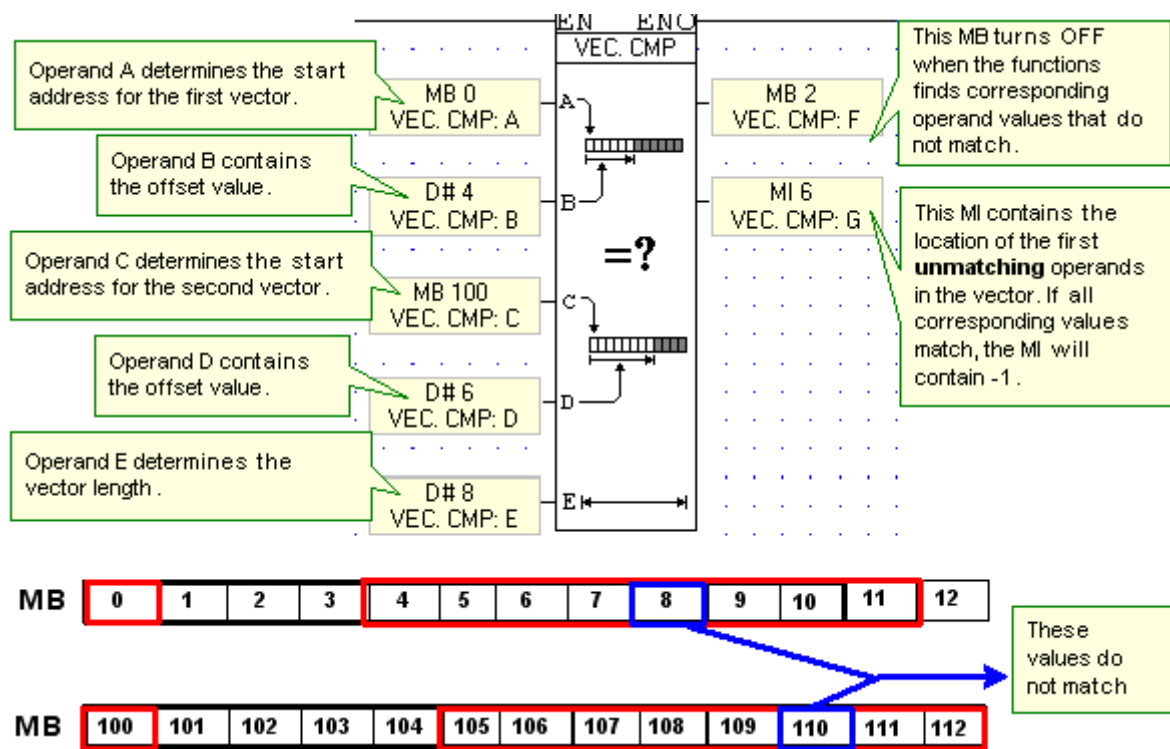 EN ENO
VEC. CMP
Operand A determines the start
address for the first vector.
MB 0
VEC. CMP: A
A
MB 2
VEC. CMP: F
This MB turns OFF
when the functions
finds corresponding
operand values that do
not match.
Operand B contains
the offset value.
D# 4
VEC. CMP: B
B
MI 6
VEC. CMP: G
This MI contains the
location of the first
unmatching operands
in the vector. If all
corresponding values
match, the MI will
contain -1.
=?
Operand C determines the start
address for the second vector.
MB 100
VEC. CMP: C
C
Operand D contains
the offset value.
D# 6
VEC. CMP: D
D
Operand E determines the
vector length.
D# 8
VEC. CMP: E
E
MB 0 1 2 3 4 5 6 7 8 9 10 11 12
These
values do
not match
MB 100 101 102 103 104 105 106 107 108 109 110 111 112